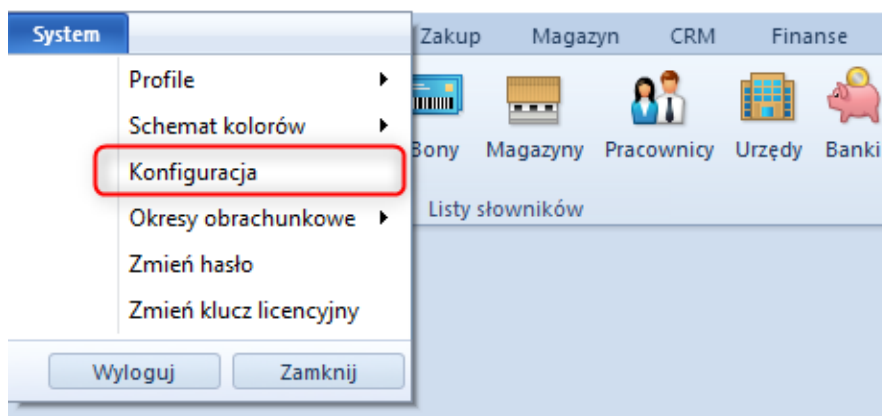 System
Zakup Magazyn CRM Finanse
Profile
Schemat kolorów
Konfiguracja
Okresy obrachunkowe
Zmień hasło
Zmień klucz licencyjny
Wyloguj Zamknij
Bony Magazyny Pracownicy Urzędy Banki
Listy słowników